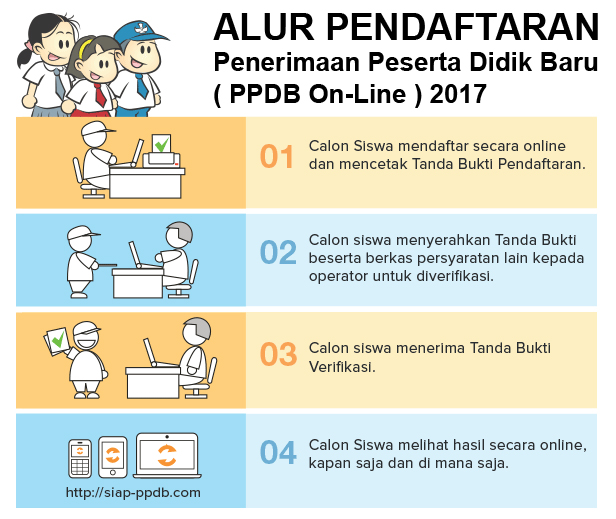 ALUR PENDAFTARAN
Penerimaan Peserta Didik Baru
( PPDB On-Line ) 2017
01
Calon Siswa mendaftar secara online
dan mencetak Tanda Bukti Pendaftaran.
02
Calon siswa menyerahkan Tanda Bukti
beserta berkas persyaratan lain kepada
operator untuk diverifikasi.
03
Calon siswa menerima Tanda Bukti
Verifikasi.
04
Calon Siswa melihat hasil secara online,
kapan saja dan di mana saja.
http://siap-ppdb.com